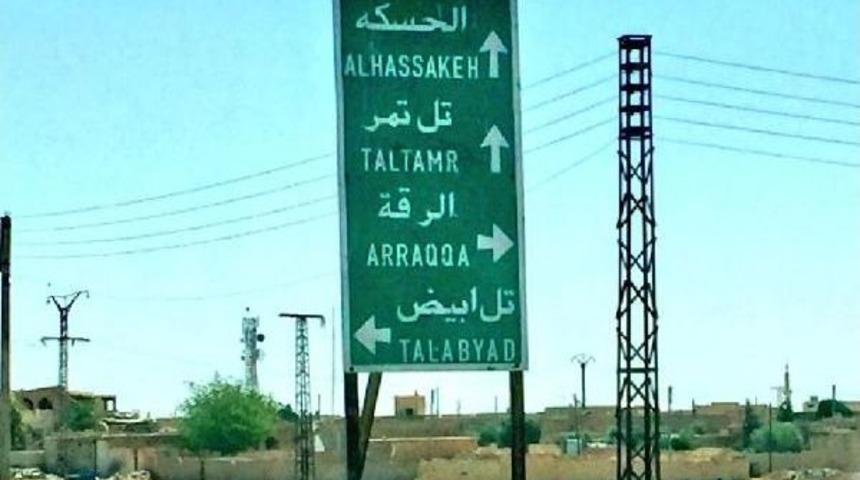 الحسكه
ALHASSAKEH
تل تمر
TALTAMR
الرقة
ARRAQQA
تل ابيض
TALABYAD